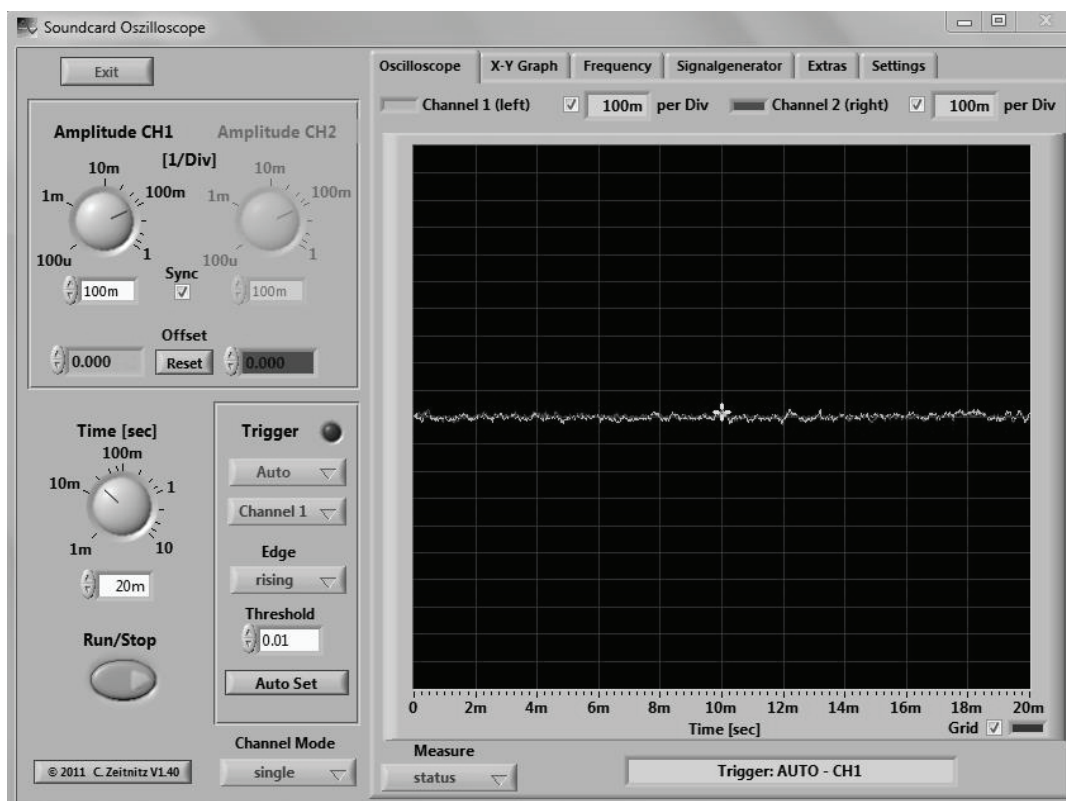 Soundcard Oszilloscope
Exit
Amplitude CH1 Amplitude CH2
[1/Div]
10m 10m
1m 100m 1m 100m
100u 1 100u 1
Sync
100m 100m
Offset
0.000 Reset 0.000
Time [sec]
100m
10m 1
1m 10
20m
Run/Stop
Trigger
Auto
Channel 1
Edge
rising
Threshold
0.01
Auto Set
Channel Mode
single
© 2011 C. Zeitnitz V1.40
Oscilloscope X-Y Graph Frequency Signalgenerator Extras Settings
Channel 1 (left) 100m per Div Channel 2 (right) 100m per Div
0 2m 4m 6m 8m 10m 12m 14m 16m 18m 20m
Time [sec]
Grid
Measure
status
Trigger: AUTO - CH1